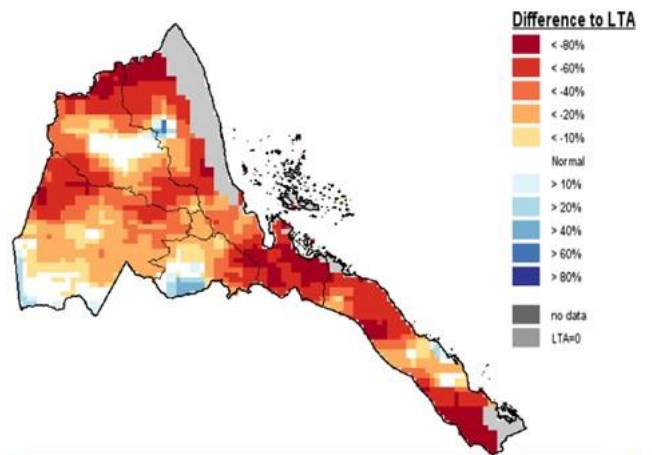 Difference to LTA
< -80%
< -60%
< -40%
< -20%
< -10%
Normal
> 10%
> 20%
> 40%
> 60%
> 80%
no data
LTA=0